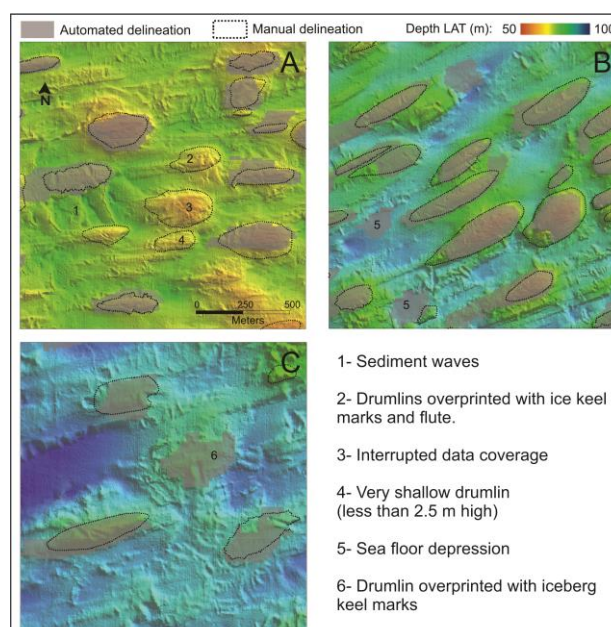 Automated delineation Manual delineation Depth LAT (m): 50 100
A
N
1
2
3
4
0 250 500
Meters
B
5
5
C
6
1- Sediment waves
2- Drumlins overprinted with ice keel
marks and flute.
3- Interrupted data coverage
4- Very shallow drumlin
(less than 2.5 m high)
5- Sea floor depression
6- Drumlin overprinted with iceberg
keel marks